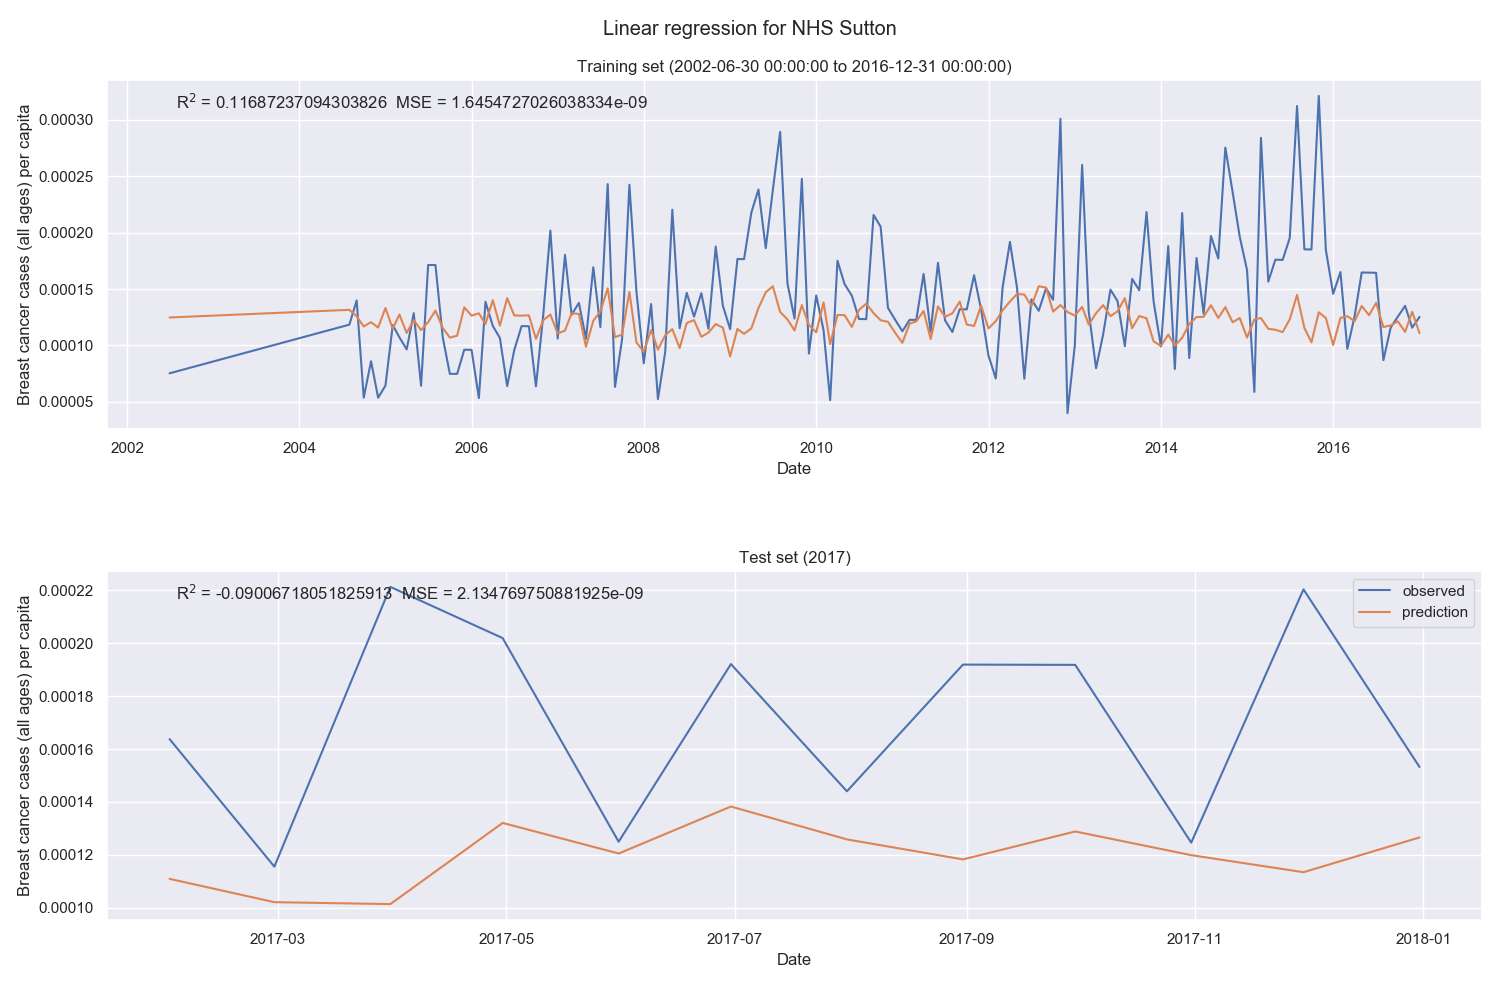 Linear regression for NHS Sutton
Training set (2002-06-30 00:00:00 to 2016-12-31 00:00:00)
R² = 0.11687237094303826 MSE = 1.6454727026038334e-09
Breast cancer cases (all ages) per capita
0.00030
0.00025
0.00020
0.00015
0.00010
0.00005
2002 2004 2006 2008 2010 2012 2014 2016
Date
Test set (2017)
R² = -0.09006718051825913 MSE = 2.134769750881925e-09
observed
prediction
Breast cancer cases (all ages) per capita
0.00022
0.00020
0.00018
0.00016
0.00014
0.00012
0.00010
2017-03 2017-05 2017-07 2017-09 2017-11 2018-01
Date